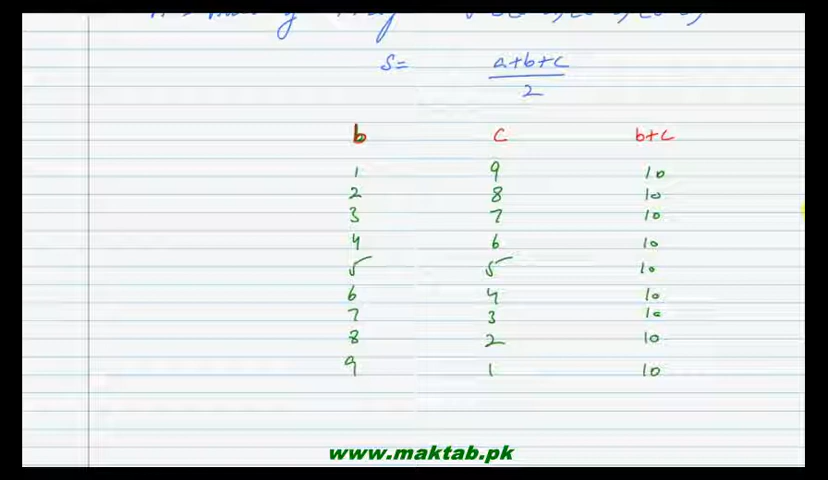 S= a+b+c
2
b c b+c
1 9 10
2 8 10
3 7 10
4 6 10
5 5 10
6 4 10
7 3 10
8 2 10
9 1 10
www.maktab.pk